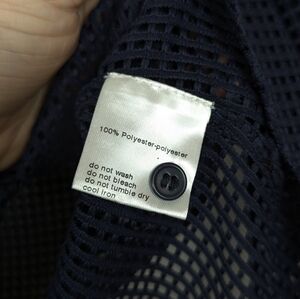 100% Polyester-polyester
do not wash
do not bleach
do not tumble dry
cool iron